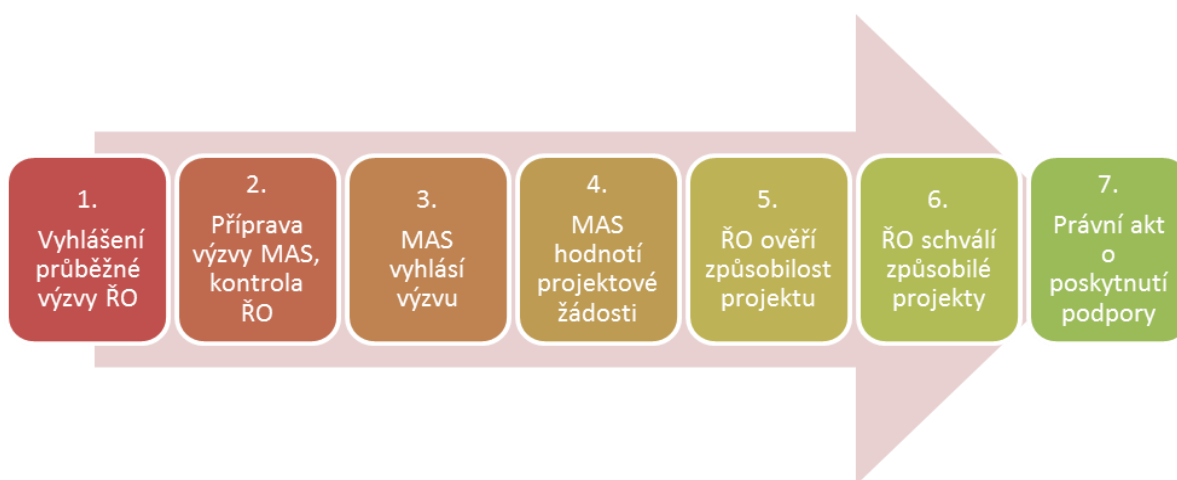 1.
Vyhlášení
průběžné
výzvy ŘO
2.
Příprava
výzvy MAS,
kontrola
ŘO
3.
MAS
vyhlásí
výzvu
4.
MAS
hodnotí
projektové
žádosti
5.
ŘO ověří
způsobilost
projektu
6.
ŘO schválí
způsobilé
projekty
7.
Právní akt
o
poskytnutí
podpory